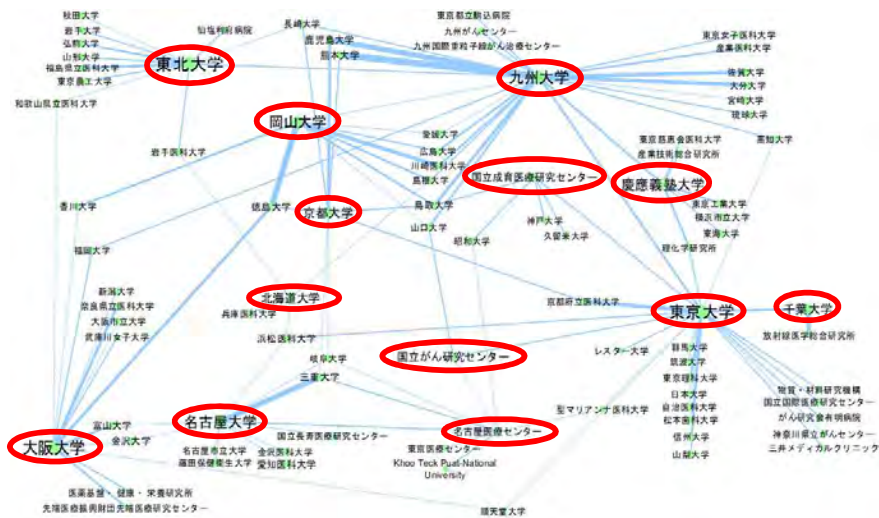 秋田大学
岩手大学
弘前大学
山形大学
福島県立医科大学
東京農工大学
和歌山県立医科大学
仙塩利府病院
東北大学
岩手医科大学
長崎大学
鹿児島大学
熊本大学
東京都立駒込病院
九州がんセンター
九州国際重粒子線がん治療センター
九州大学
東京女子医科大学
産業医科大学
佐賀大学
大分大学
宮崎大学
琉球大学
高知大学
岡山大学
愛媛大学
広島大学
川崎医科大学
島根大学
鳥取大学
山口大学
国立成育医療研究センター
東京慈恵会医科大学
産業技術総合研究所
慶應義塾大学
東京工業大学
横浜市立大学
東海大学
理化学研究所
神戸大学
久留米大学
昭和大学
香川大学
徳島大学
京都大学
福岡大学
新潟大学
奈良県立医科大学
大阪市立大学
武庫川女子大学
北海道大学
兵庫医科大学
浜松医科大学
京都府立医科大学
東京大学
千葉大学
放射線医学総合研究所
国立がん研究センター
レスター大学
群馬大学
筑波大学
東京理科大学
日本大学
自治医科大学
松本歯科大学
信州大学
山梨大学
物質・材料研究機構
国立国際医療研究センター
がん研究会有明病院
神奈川県立がんセンター
三井メディカルクリニック
岐阜大学
三重大学
聖マリアンナ医科大学
名古屋大学
名古屋医療センター
富山大学
金沢大学
大阪大学
国立長寿医療研究センター
名古屋市立大学
藤田保健衛生大学
金沢医科大学
愛知医科大学
東京医療センター
Khoo Teck Puat-National
University
医薬基盤・健康・栄養研究所
先端医療振興財団先端医療研究センター
順天堂大学